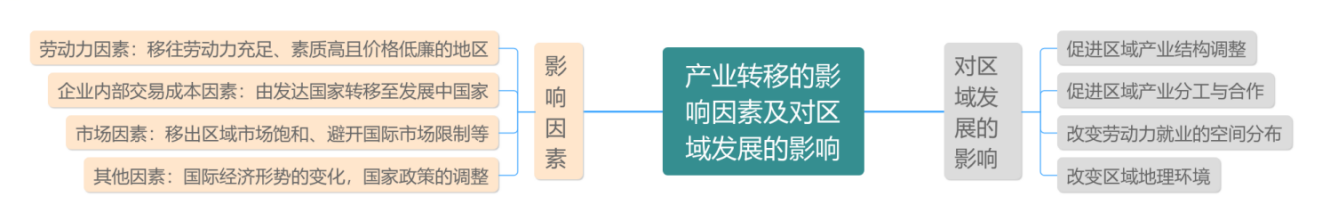 劳动力因素：移往劳动力充足、素质高且价格低廉的地区
企业内部交易成本因素：由发达国家转移至发展中国家
市场因素：移出区域市场饱和、避开国际市场限制等
其他因素：国际经济形势的变化，国家政策的调整
影
响
因
素
产业转移的影
响因素及对区
域发展的影响
对区
域发
展的
影响
促进区域产业结构调整
促进区域产业分工与合作
改变劳动力就业的空间分布
改变区域地理环境